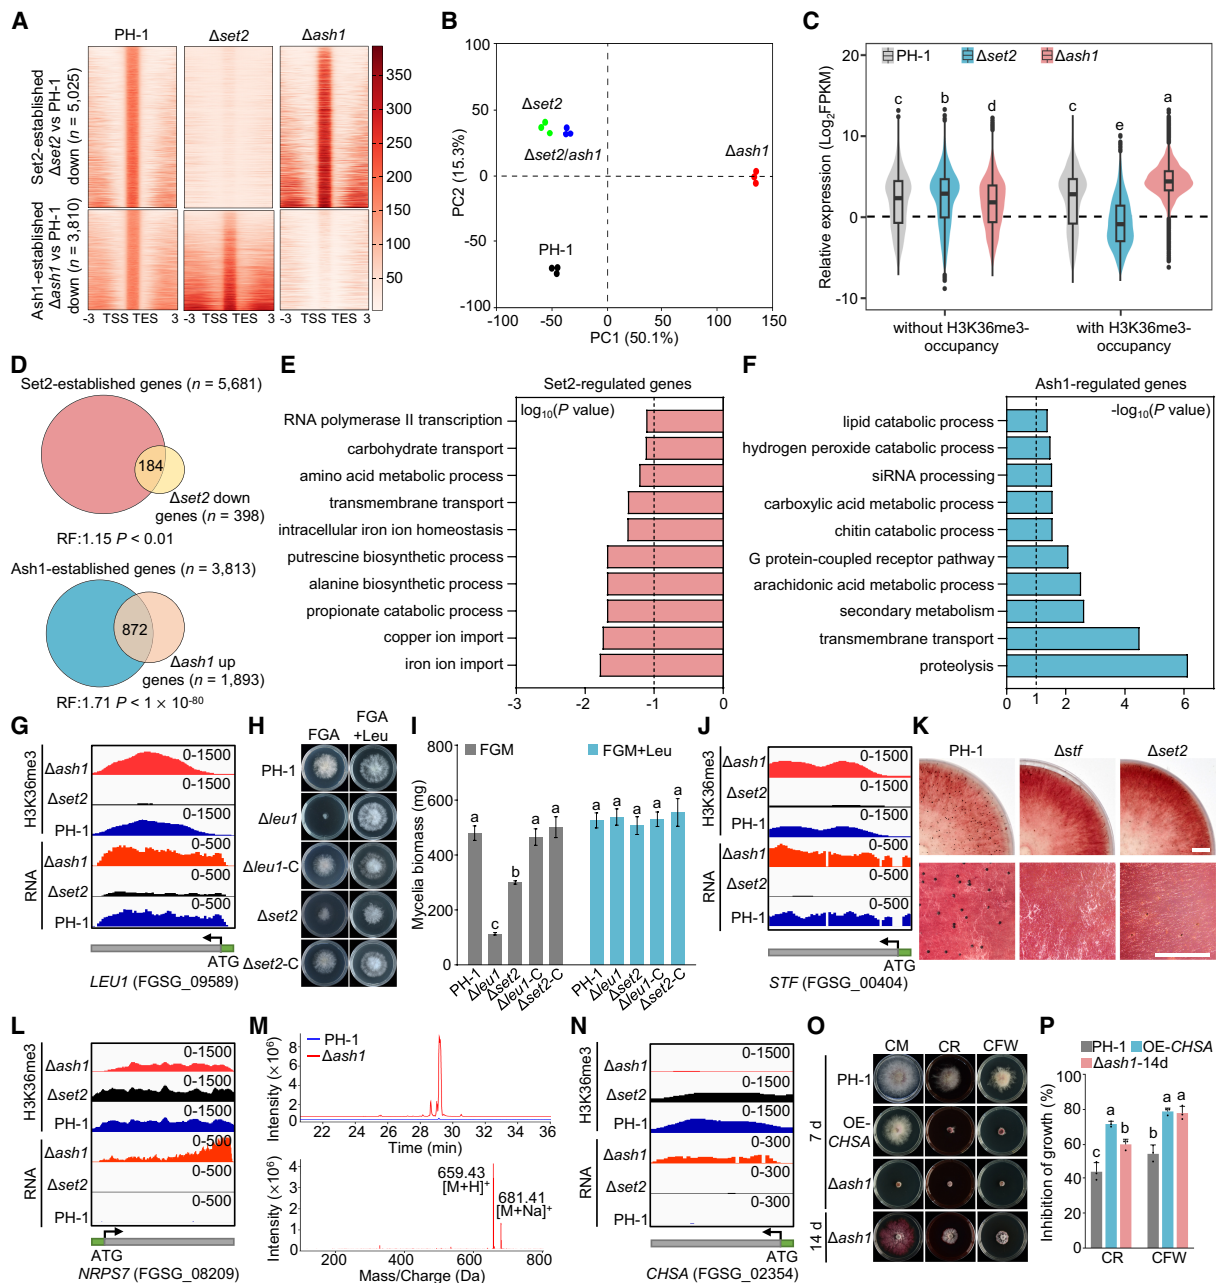 A
PH-1
Δset2
Δash1
Set2-established
Δset2 vs PH-1
down (n = 5,025)
Ash1-established
Δash1 vs PH-1
down (n = 3,810)
350
300
250
200
150
100
50
-3 TSS TES 3
-3 TSS TES 3
-3 TSS TES 3
B
PC2 (15.3%)
100
50
0
-50
-100
Δset2
Δset2/ash1
Δash1
PH-1
-100 -50 0 50 100 150
PC1 (50.1%)
C
Relative expression (Log2FPKM)
20
10
0
-10
PH-1
Δset2
Δash1
c b d c e a
without H3K36me3-
occupancy
with H3K36me3-
occupancy
D
Set2-established genes (n = 5,681)
184
Δset2 down
genes (n = 398)
RF:1.15 P < 0.01
Ash1-established genes (n = 3,813)
872
Δash1 up
genes (n = 1,893)
RF:1.71 P < 1 × 10-80
E
Set2-regulated genes
log10(P value)
RNA polymerase II transcription
carbohydrate transport
amino acid metabolic process
transmembrane transport
intracellular iron ion homeostasis
putrescine biosynthetic process
alanine biosynthetic process
propionate catabolic process
copper ion import
iron ion import
-3 -2 -1 0
F
Ash1-regulated genes
-log10(P value)
lipid catabolic process
hydrogen peroxide catabolic process
siRNA processing
carboxylic acid metabolic process
chitin catabolic process
G protein-coupled receptor pathway
arachidonic acid metabolic process
secondary metabolism
transmembrane transport
proteolysis
0 1 2 4 6
G
H3K36me3
RNA
Δash1 0-1500
Δset2 0-1500
PH-1 0-1500
Δash1 0-500
Δset2 0-500
PH-1 0-500
ATG
LEU1 (FGSG_09589)
H
FGA
FGA
+Leu
PH-1
Δleu1
Δleu1-C
Δset2
Δset2-C
I
Mycelia biomass (mg)
800
600
400
200
0
FGM
FGM+Leu
a c b a a
a a a a a
PH-1
Δleu1
Δset2
Δleu1-C
Δset2-C
PH-1
Δleu1
Δset2
Δleu1-C
Δset2-C
J
H3K36me3
RNA
Δash1 0-1500
Δset2 0-1500
PH-1 0-1500
Δash1 0-500
Δset2 0-500
PH-1 0-500
ATG
STF (FGSG_00404)
K
PH-1
Δstf
Δset2
L
H3K36me3
RNA
Δash1 0-1500
Δset2 0-1500
PH-1 0-1500
Δash1 0-500
Δset2 0-500
PH-1 0-500
ATG
NRPS7 (FGSG_08209)
M
PH-1
Δash1
Intensity (×10⁶)
8
6
4
2
0
22 24 26 28 30 32 34 36
Time (min)
Intensity (×10⁶)
4
3
2
1
0
659.43
[M+H]+
681.41
[M+Na]+
200 400 600 800
Mass/Charge (Da)
N
H3K36me3
RNA
Δash1 0-1500
Δset2 0-1500
PH-1 0-1500
Δash1 0-300
Δset2 0-300
PH-1 0-300
ATG
CHSA (FGSG_02354)
O
CM CR CFW
7 d
14 d
PH-1
OE-
CHSA
Δash1
Δash1
P
PH-1
OE-CHSA
Δash1-14d
Inhibition of growth (%)
100
80
60
40
20
0
c a b b a a
CR CFW